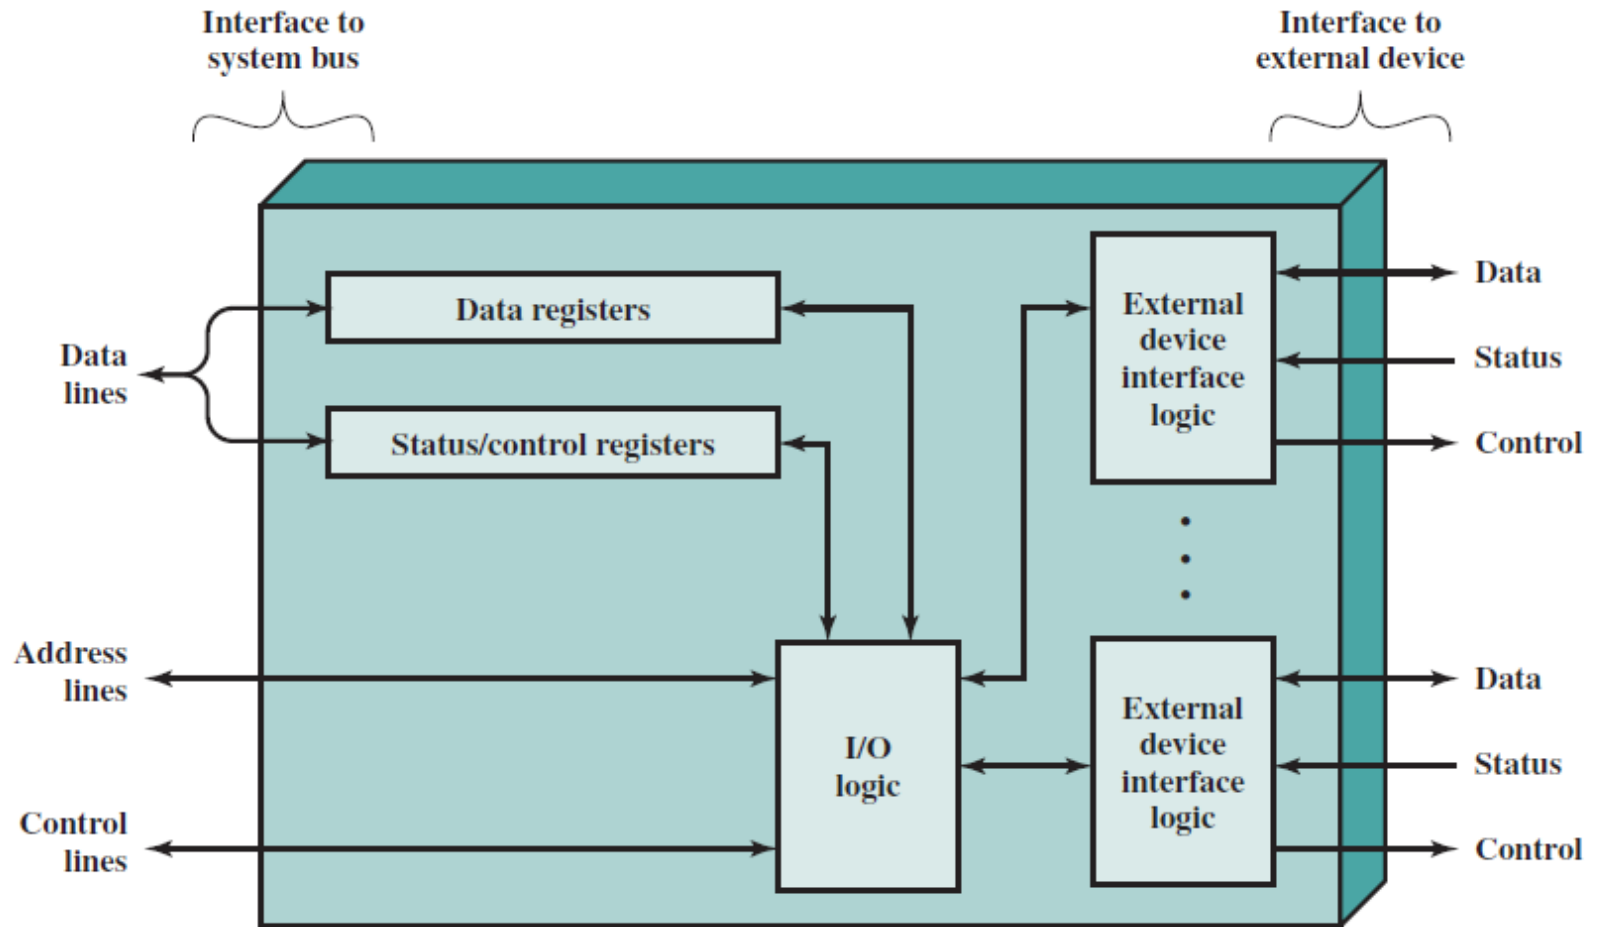 Interface to
system bus
Interface to
external device
Data registers
Status/control registers
Data
lines
Address
lines
Control
lines
I/O
logic
External
device
interface
logic
Data
Status
Control
External
device
interface
logic
Data
Status
Control